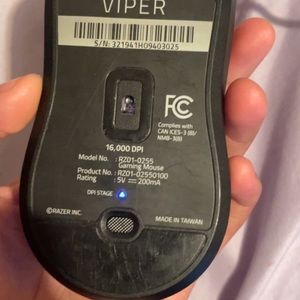 VIPER
S/N: 321941H09403025
FC
Complies with
CAN ICES-3 (B)/
NMB-3(B)
16,000 DPI
Model No. : RZ01-0255
Gaming Mouse
Product No. : RZ01-02550100
Rating : 5V ⎓ 200mA
DPI STAGE
©RAZER INC.
MADE IN TAIWAN